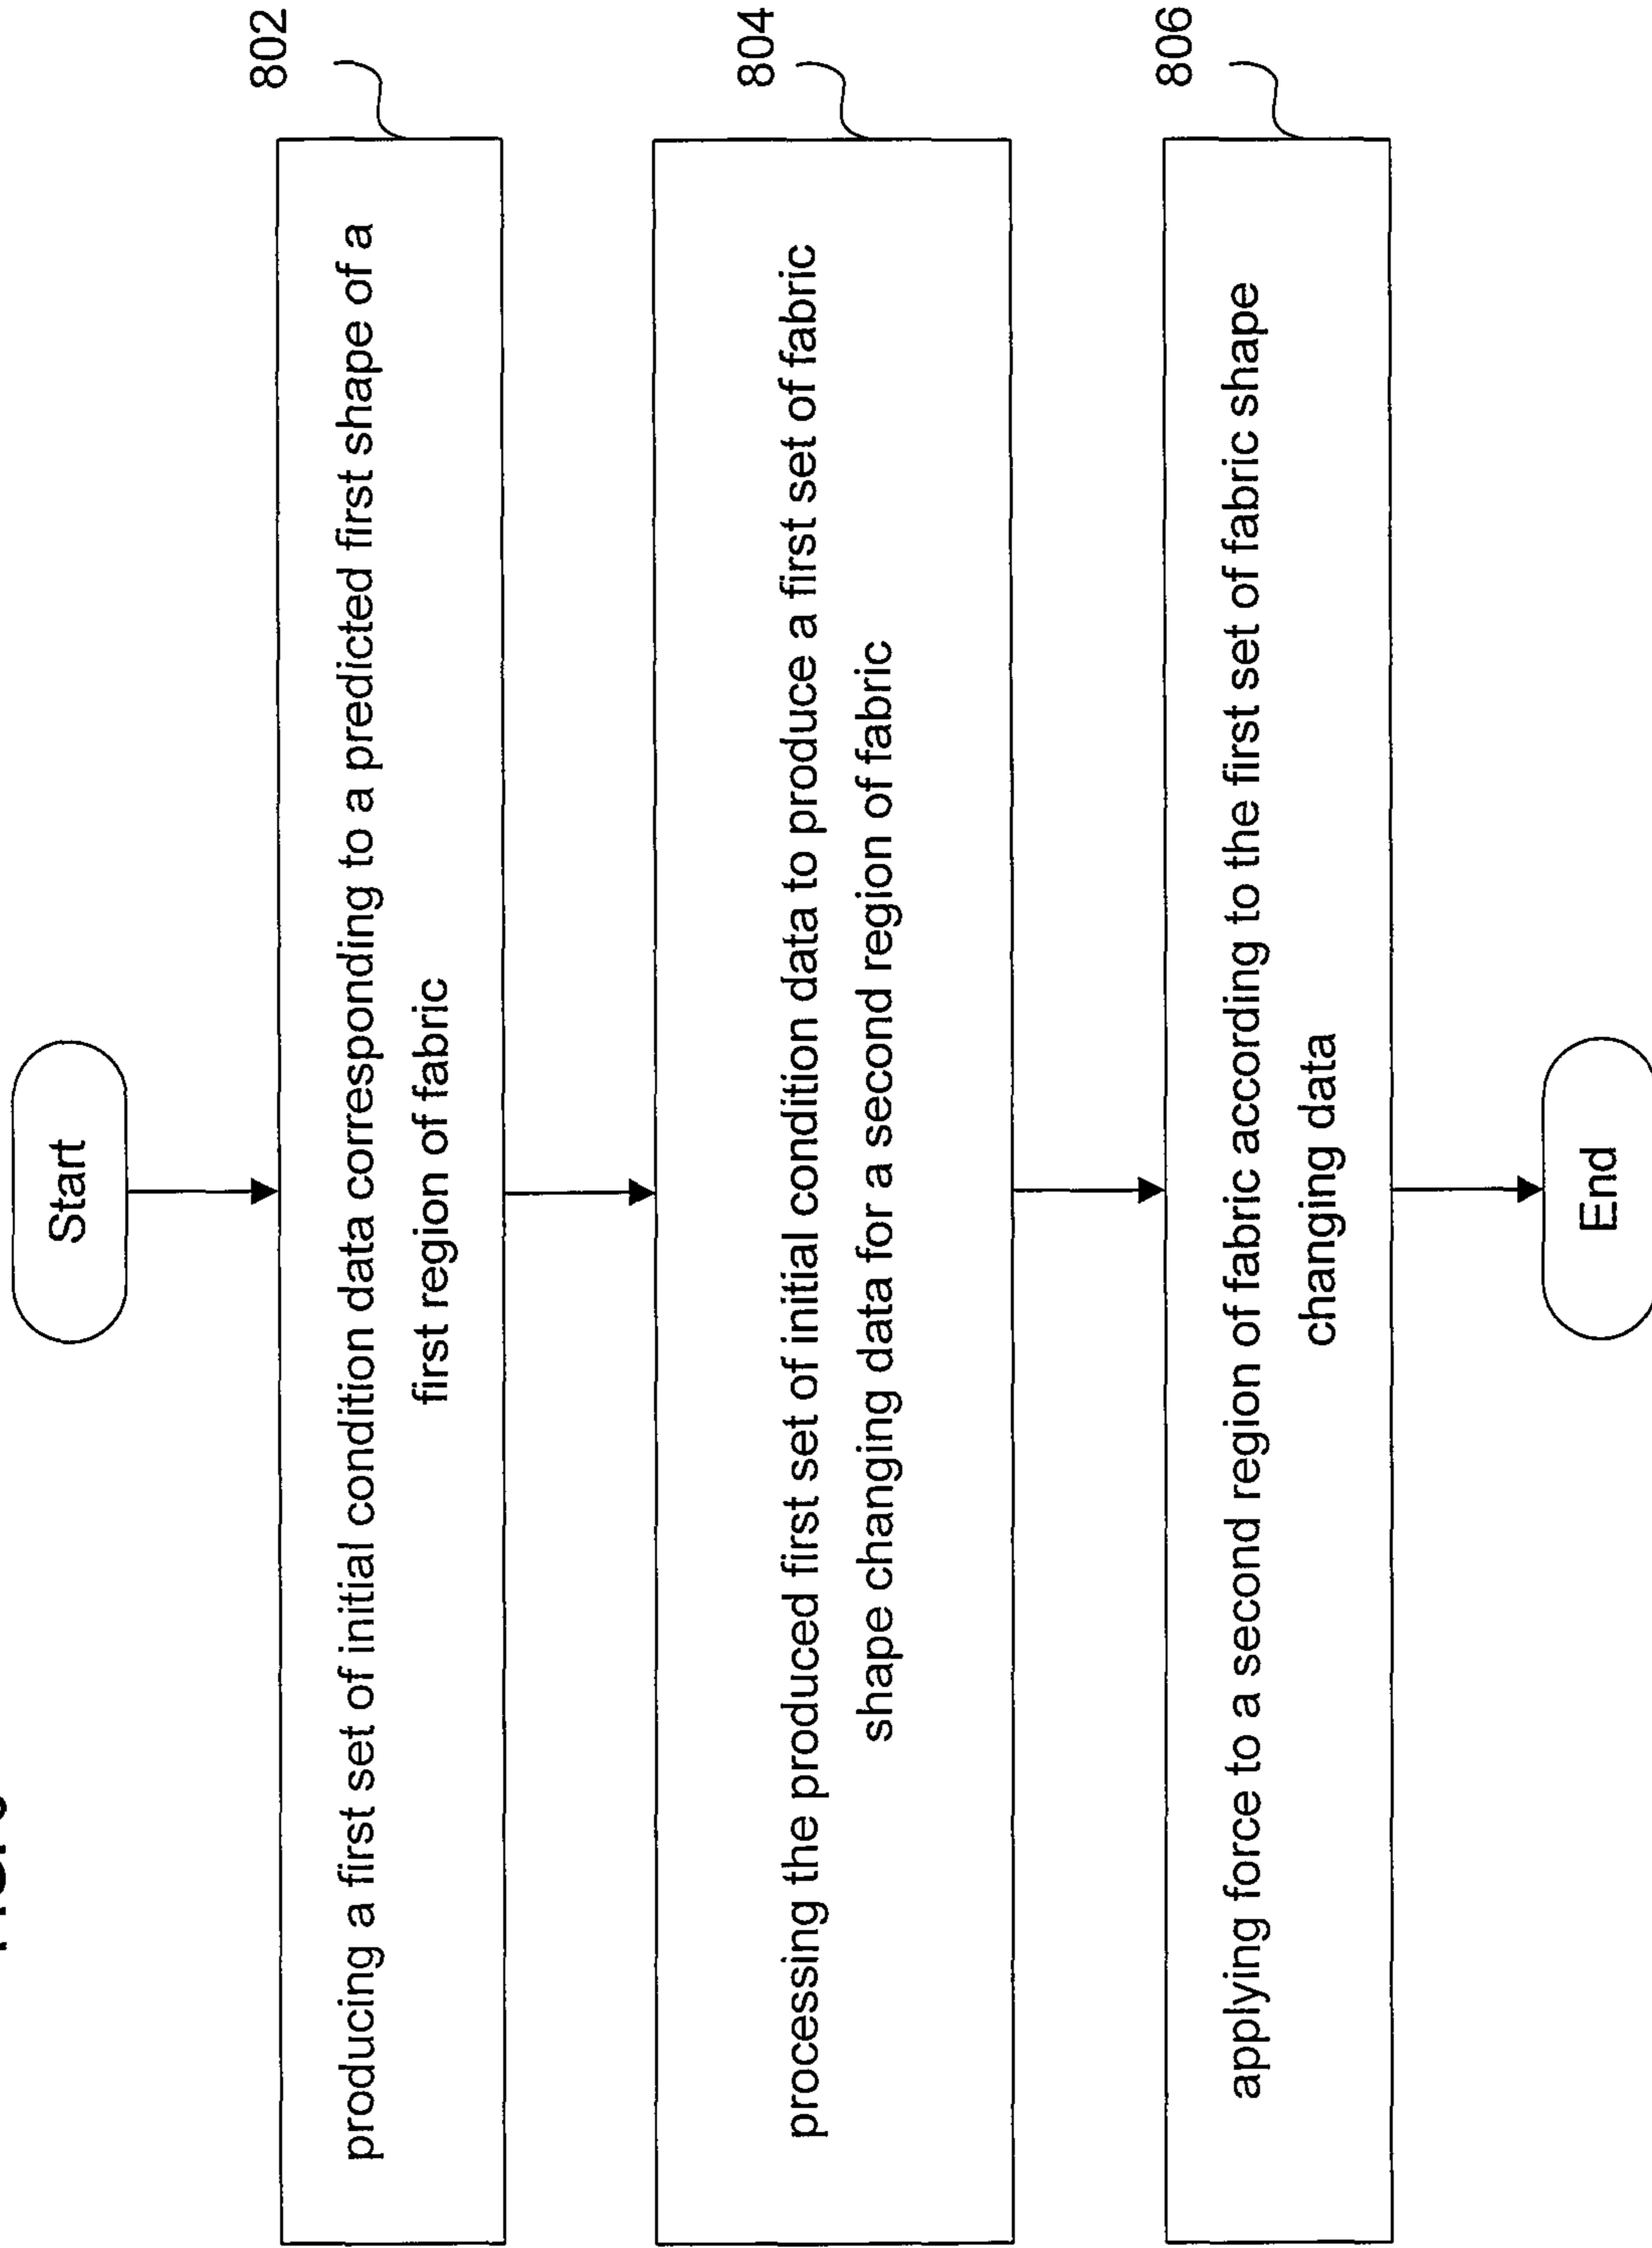 Start
802
producing a first set of initial condition data corresponding to a predicted first shape of a
first region of fabric
804
processing the produced first set of initial condition data to produce a first set of fabric
shape changing data for a second region of fabric
806
applying force to a second region of fabric according to the first set of fabric shape
changing data
End